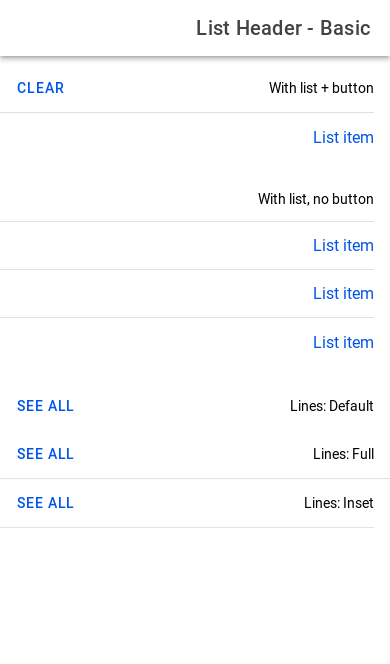 List Header - Basic
With list + button
CLEAR
List item
With list, no button
List item
List item
List item
Lines: Default
SEE ALL
Lines: Full
SEE ALL
Lines: Inset
SEE ALL